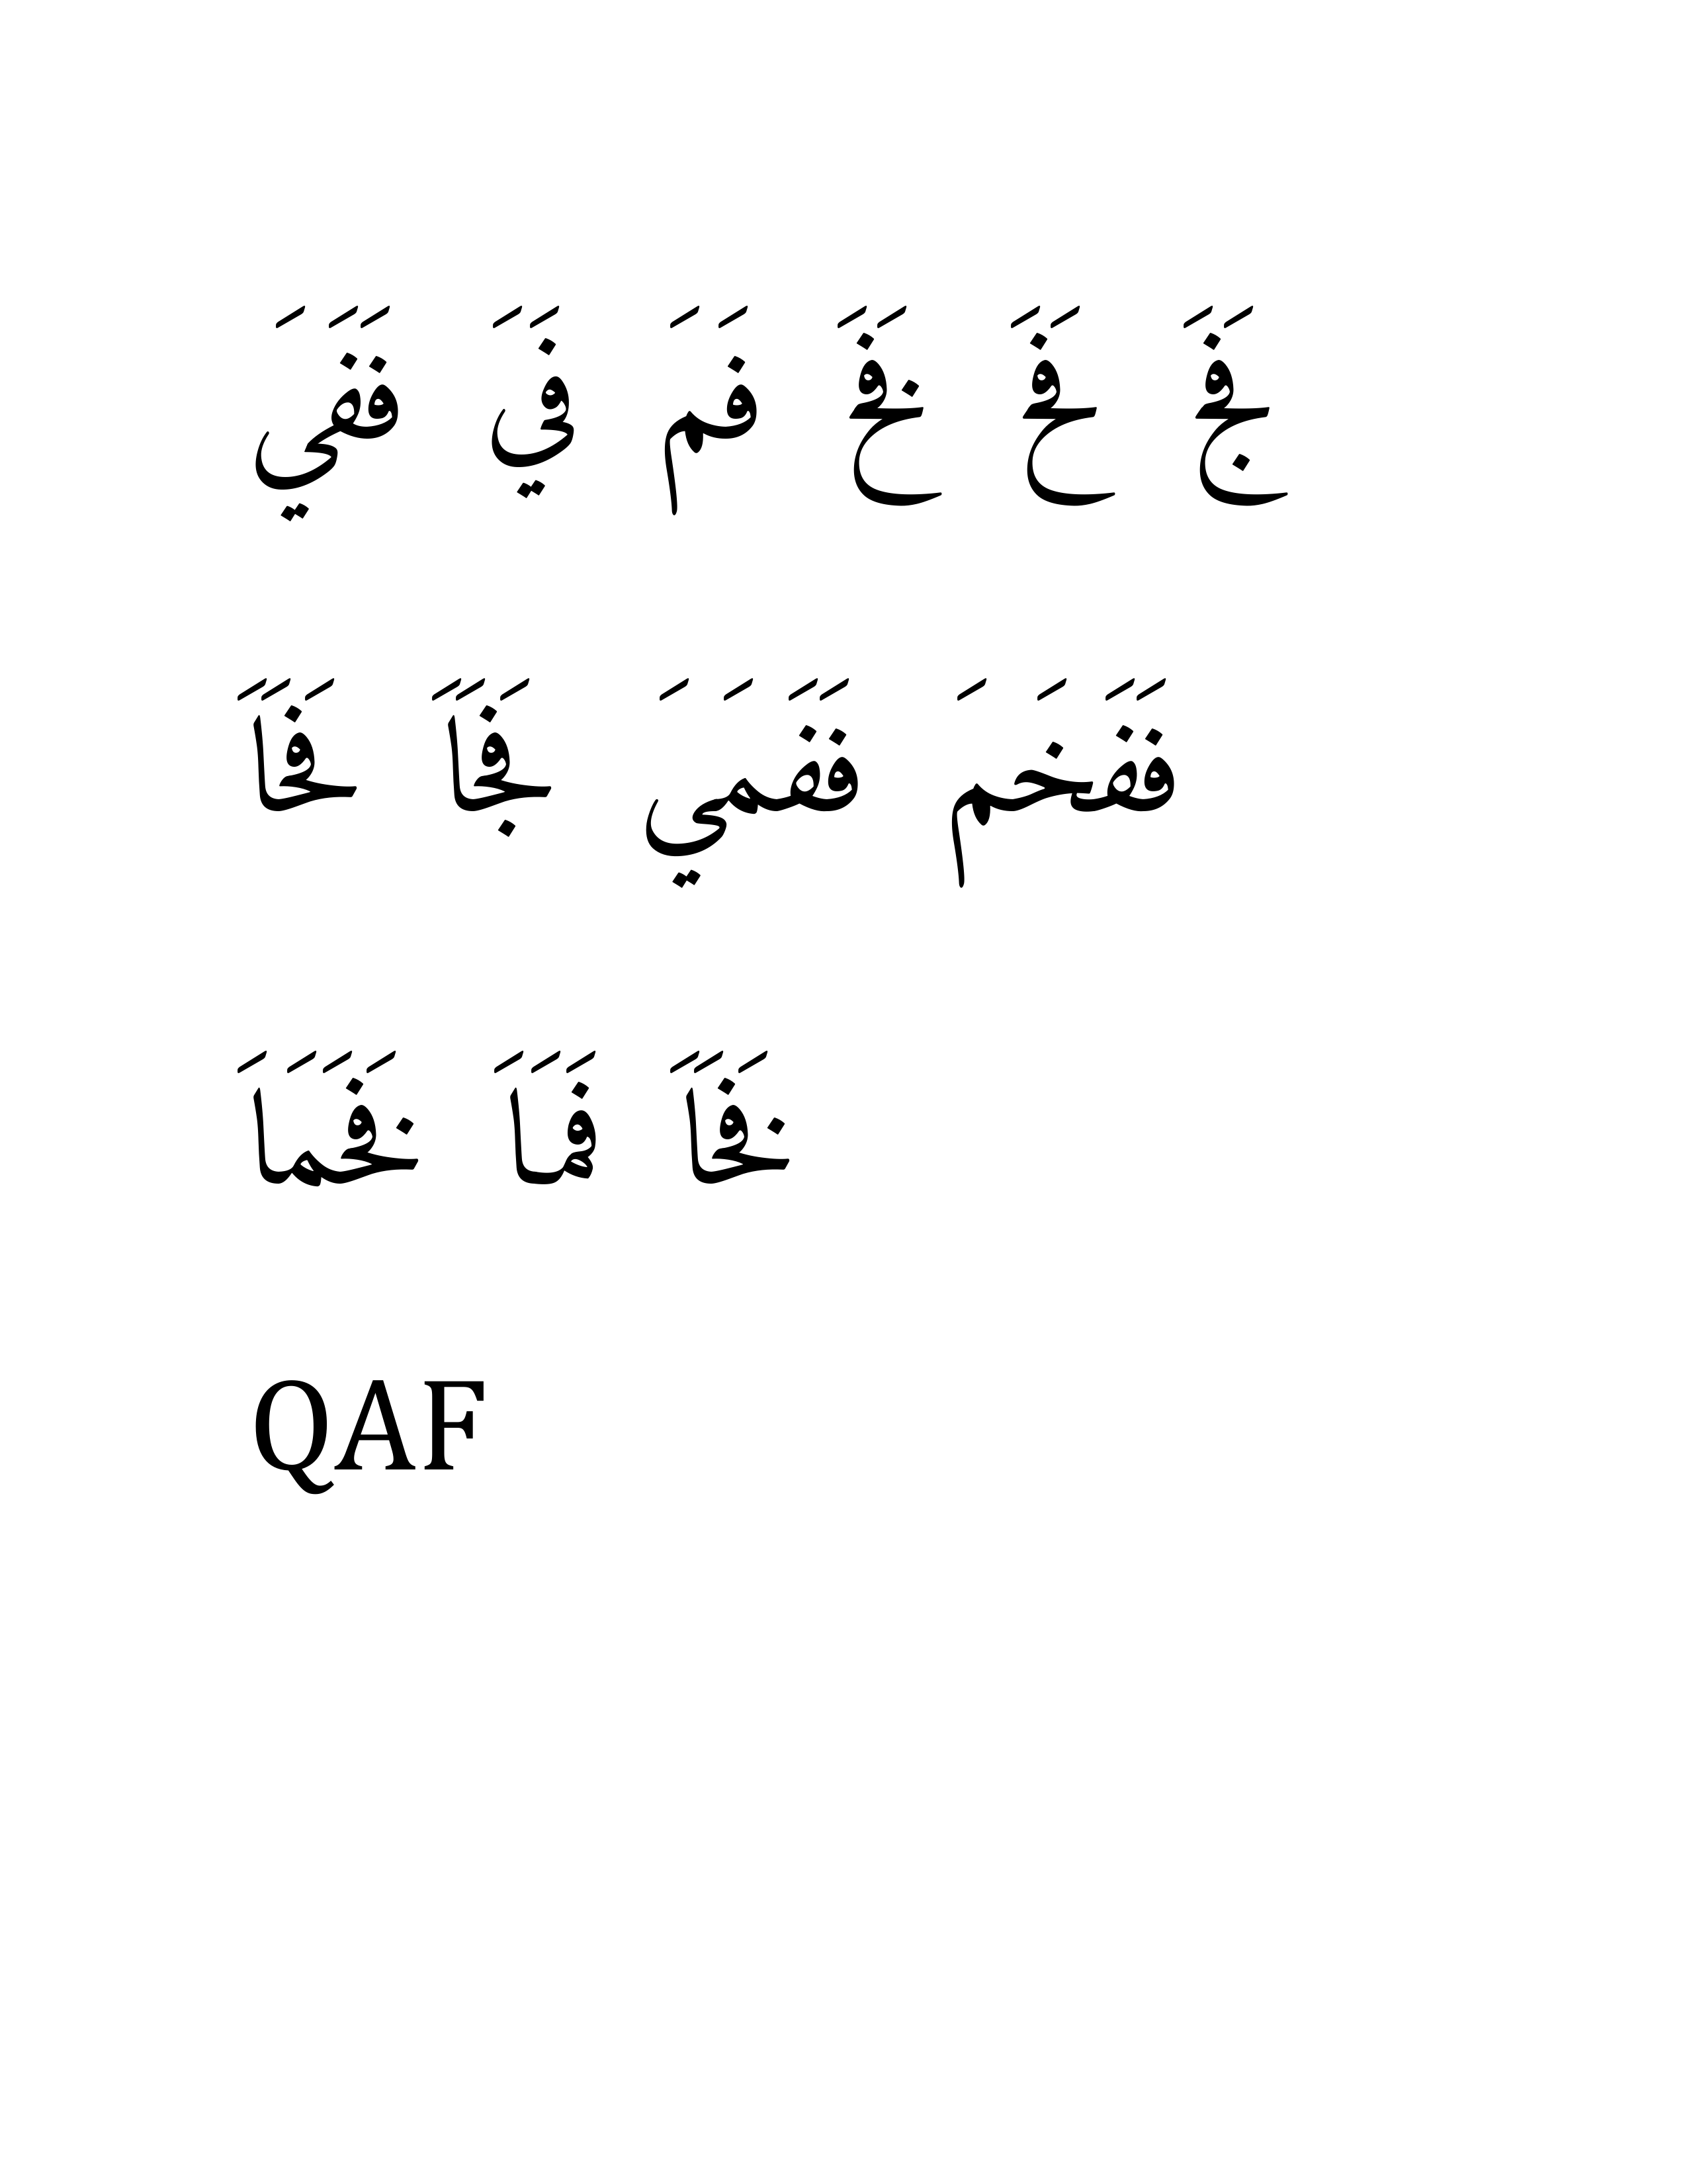 فَجَ فَحَ فَخَ فَمَ فَيَ فَفَيَ
فَفَخَمَ فَفَمَيَ فَجَاَ فَحَاَ
فَخَاَ فَمَاَ فَخَمَاَ
QAF